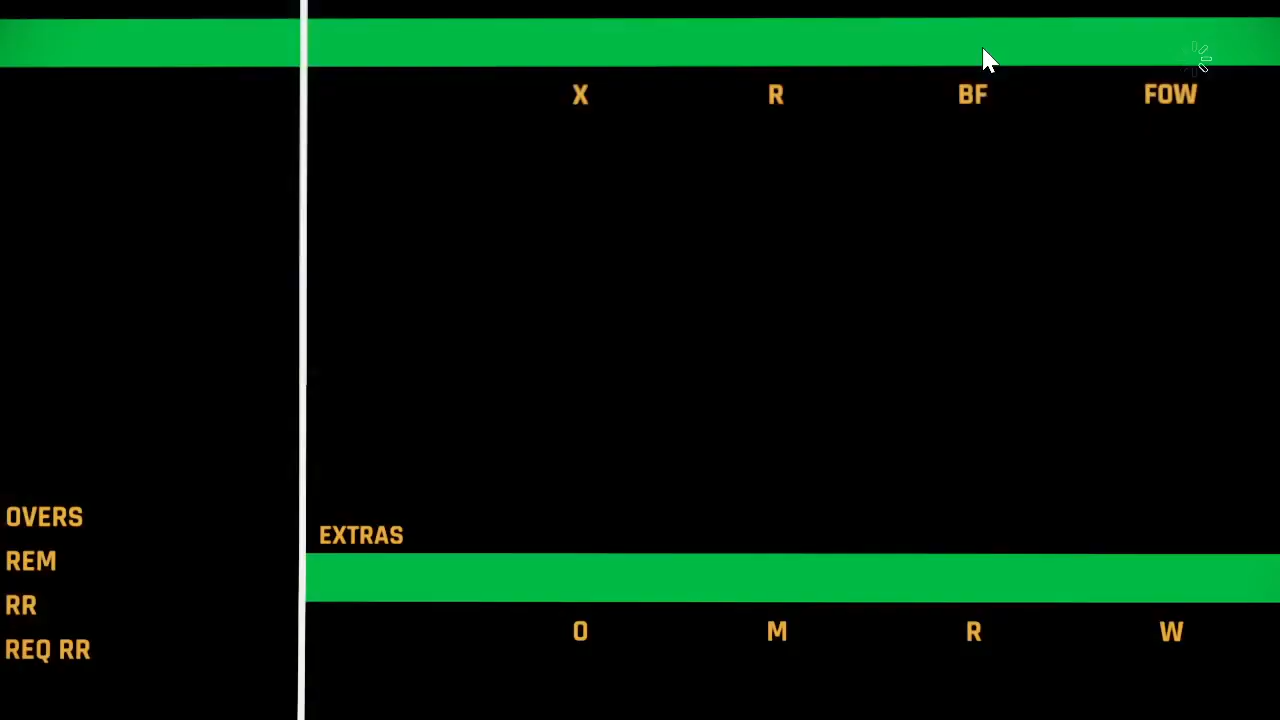 X R BF FOW
OVERS
EXTRAS
REM
RR
O M R W
REQ RR